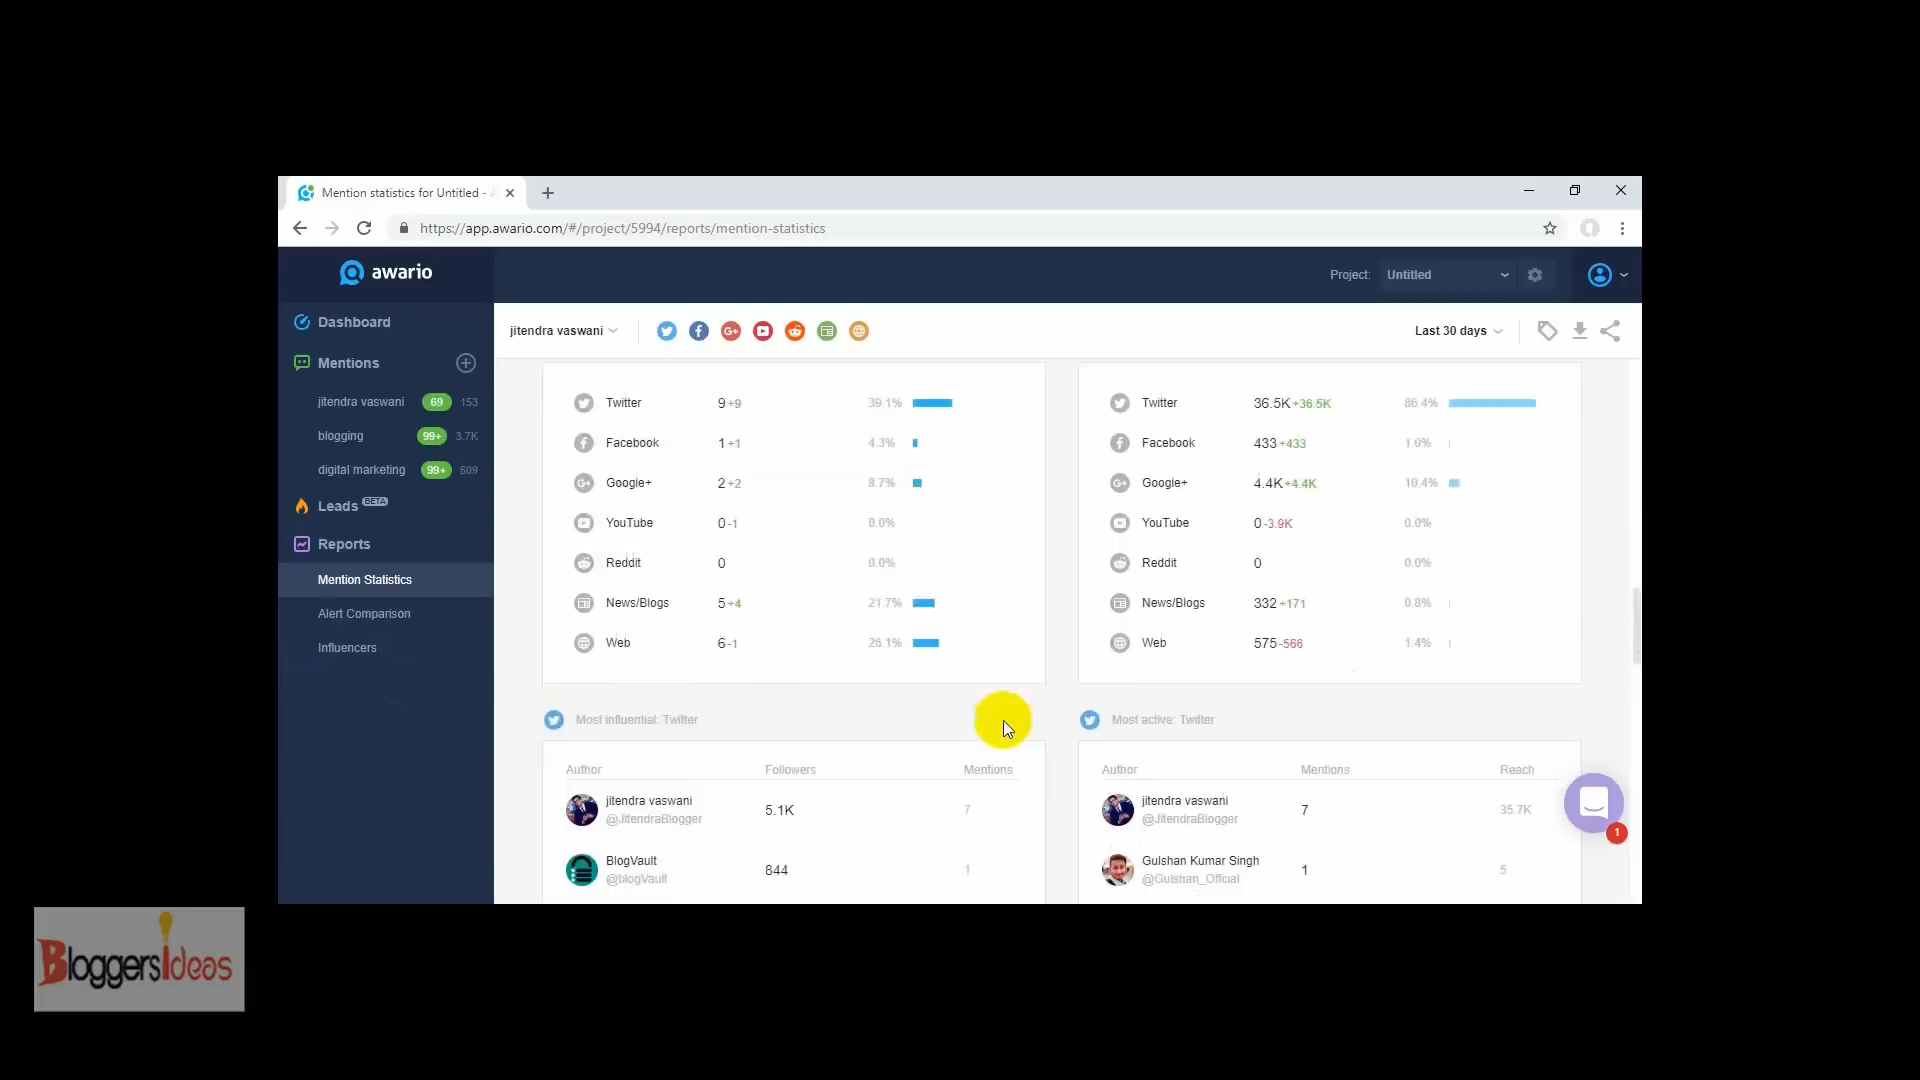 Mention statistics for Untitled -
https://app.awario.com/#/project/5994/reports/mention-statistics
awario
Project: Untitled
Dashboard
Mentions
jitendra vaswani 69 153
blogging 99+ 3.7K
digital marketing 99+ 609
Leads BETA
Reports
Mention Statistics
Alert Comparison
Influencers
jitendra vaswani
Last 30 days
Twitter 9 +9 39.1%
Facebook 1 +1 4.3%
Google+ 2 +2 8.7%
YouTube 0 -1 0.0%
Reddit 0 0.0%
News/Blogs 5 +4 21.7%
Web 6 -1 26.1%
Twitter 36.5K +36.5K 86.4%
Facebook 433 +433 1.0%
Google+ 4.4K +4.4K 10.4%
YouTube 0 -3.9K 0.0%
Reddit 0 0.0%
News/Blogs 332 +171 0.8%
Web 575 -566 1.4%
Most influential: Twitter
Author Followers Mentions
jitendra vaswani 5.1K 7
@JitendraBlogger
BlogVault 844 1
@blogVault
Most active: Twitter
Author Mentions Reach
jitendra vaswani 7 35.7K
@JitendraBlogger
Gulshan Kumar Singh 1 5
@Gulshan_Offcial
1
BloggersIdeas